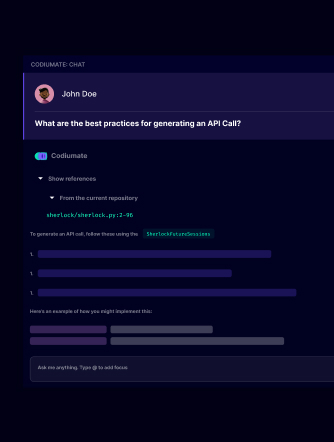 CODIUMATE: CHAT
John Doe
What are the best practices for generating an API Call?
Codiumate
Show references
From the current repository
sherlock/sherlock.py:2-96
To generate an API call, follow these using the SherlockFutureSessions
1.
1.
1.
Here's an example of how you might implement this:
Ask me anything. Type @ to add focus